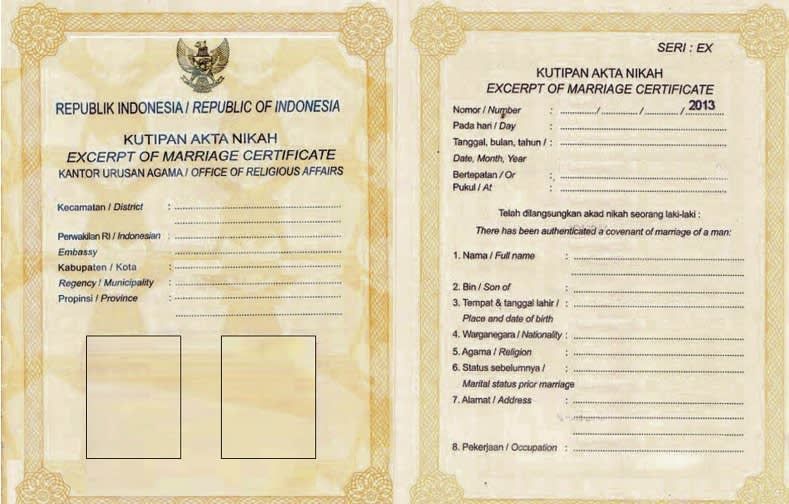 REPUBLIK INDONESIA / REPUBLIC OF INDONESIA
KUTIPAN AKTA NIKAH
EXCERPT OF MARRIAGE CERTIFICATE
KANTOR URUSAN AGAMA / OFFICE OF RELIGIOUS AFFAIRS
Kecamatan / District :
Perwakilan RI / Indonesian :
Embassy
Kabupaten / Kota :
Regency / Municipality :
Propinsi / Province :
SERI : EX
KUTIPAN AKTA NIKAH
EXCERPT OF MARRIAGE CERTIFICATE
Nomor / Number : ............/............/............/ 2013
Pada hari / Day :
Tanggal, bulan, tahun / :
Date, Month, Year
Bertepatan / Or :
Pukul / At :
Telah dilangsungkan akad nikah seorang laki-laki :
There has been authenticated a covenant of marriage of a man:
1. Nama / Full name :
2. Bin / Son of :
3. Tempat & tanggal lahir / :
Place and date of birth
4. Warganegara / Nationality :
5. Agama / Religion :
6. Status sebelumnya / :
Marital status prior marriage
7. Alamat / Address :
8. Pekerjaan / Occupation :